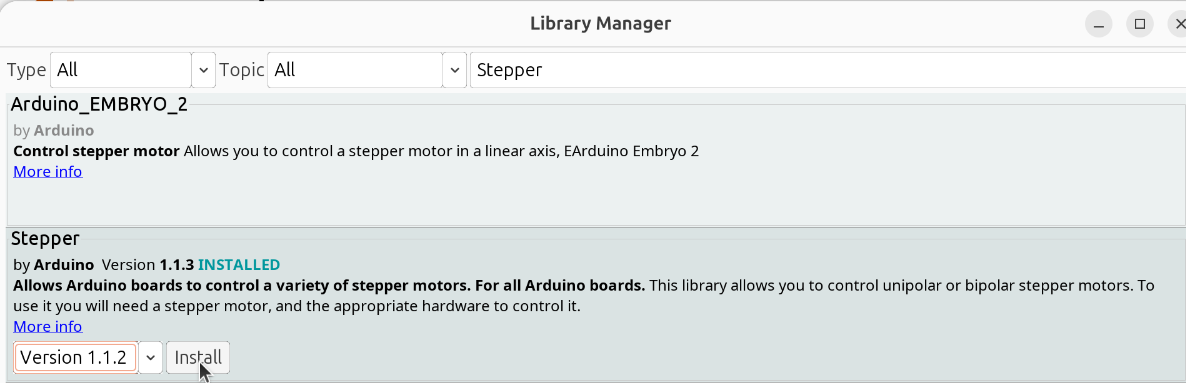 Library Manager
Type All Topic All Stepper
Arduino_EMBRYO_2
by Arduino
Control stepper motor Allows you to control a stepper motor in a linear axis, EArduino Embryo 2
More info
Stepper
by Arduino Version 1.1.3 INSTALLED
Allows Arduino boards to control a variety of stepper motors. For all Arduino boards. This library allows you to control unipolar or bipolar stepper motors. To
use it you will need a stepper motor, and the appropriate hardware to control it.
More info
Version 1.1.2 Install